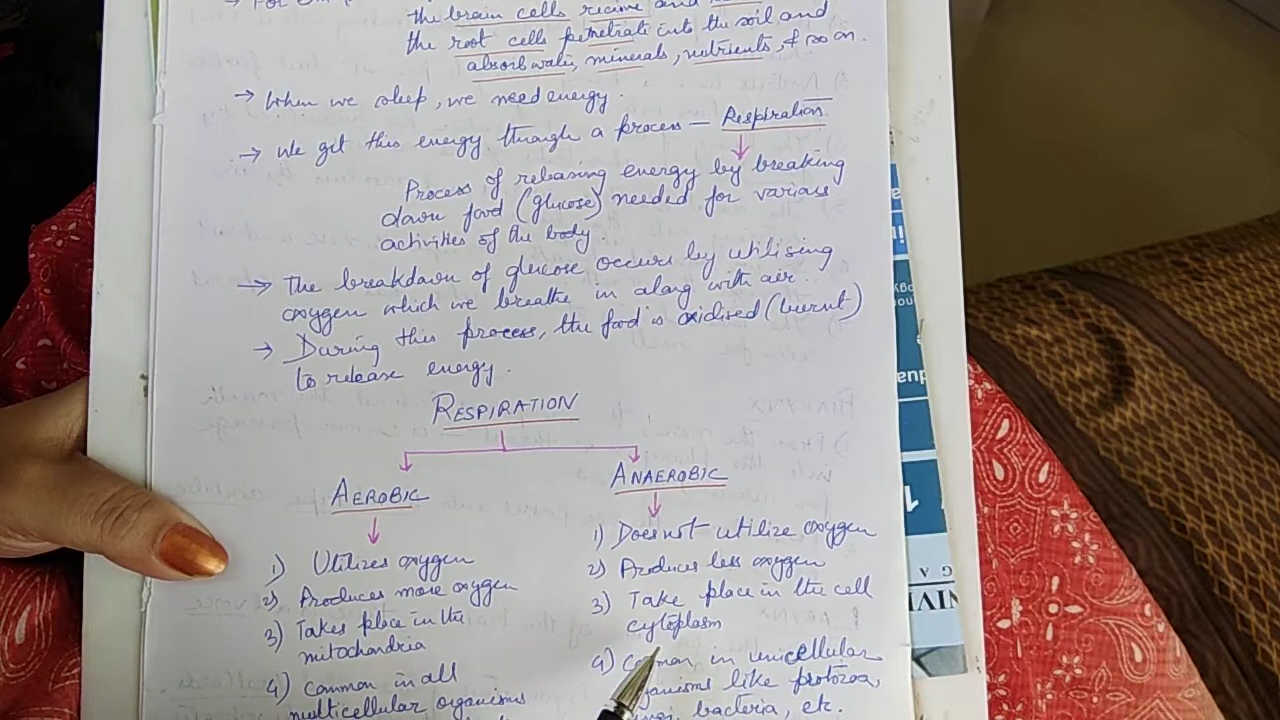 → For
the brain cells receive and
the root cells penetrate into the soil and
absorb water, minerals, nutrients, & so on.
→ When we sleep, we need energy.
→ We get this energy through a process – Respiration.
Process of releasing energy by breaking
down food (glucose) needed for various
activities of the body.
→ The breakdown of glucose occurs by utilising
oxygen which we breathe in along with air.
→ During this process, the food is oxidised (burnt)
to release energy.
RESPIRATION
AEROBIC
1) Utilizes oxygen
2) Produces more oxygen
3) Takes place in the
mitochondria
4) Common in all
multicellular organisms
ANAEROBIC
1) Does not utilize oxygen
2) Produces less oxygen
3) Take place in the cell
cytoplasm
4) Common in unicellular
organisms like protozoa,
bacteria, etc.